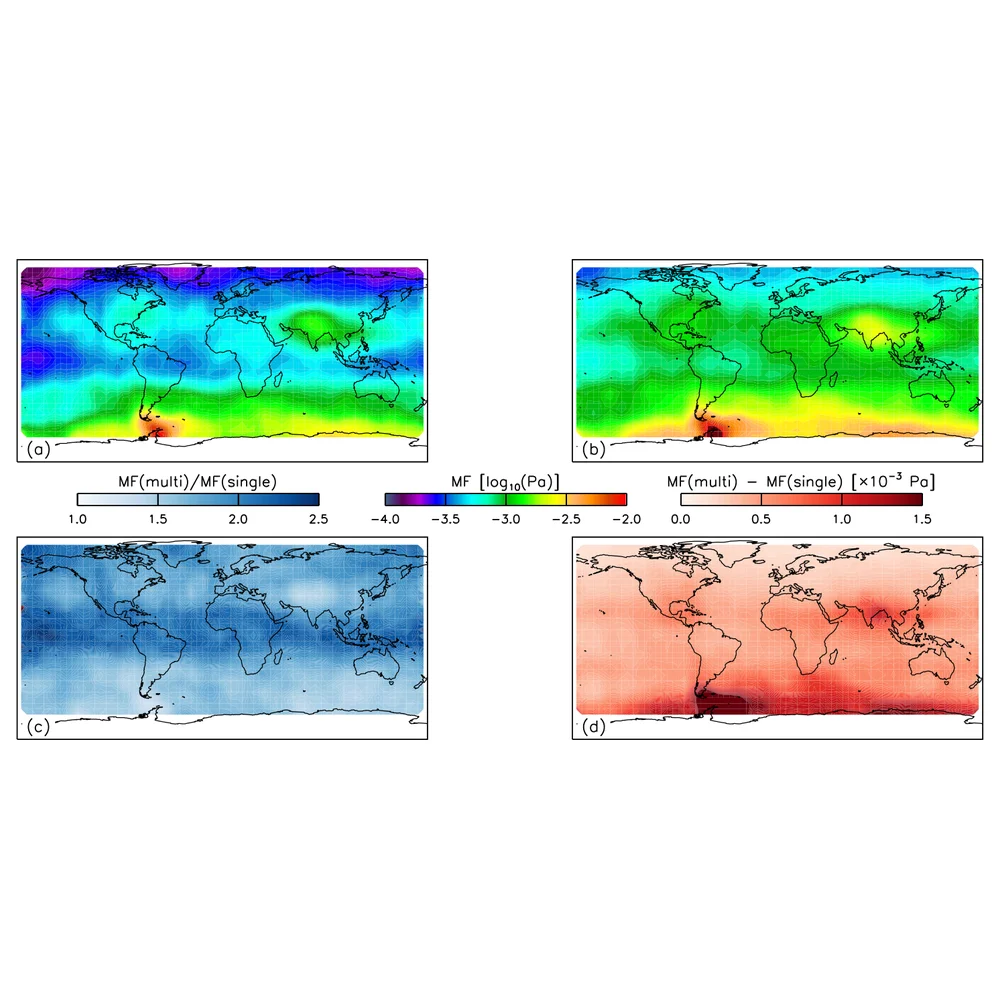 (a)
(b)
MF(multi)/MF(single)
1.0 1.5 2.0 2.5
MF [log₁₀(Pa)]
−4.0 −3.5 −3.0 −2.5 −2.0
MF(multi) − MF(single) [×10⁻³ Pa]
0.0 0.5 1.0 1.5
(c)
(d)